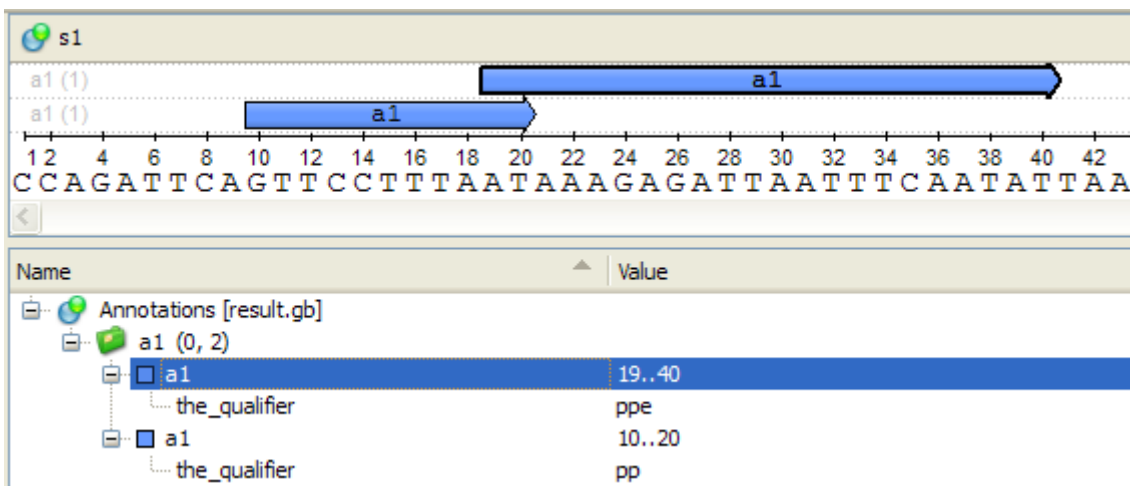 s1
a1 (1)
a1
a1 (1)
a1
1 2 4 6 8 10 12 14 16 18 20 22 24 26 28 30 32 34 36 38 40 42
CCAGATTCAGTTCCTTTAATAAAGAGATTAATTTCAATATTAA
Name Value
Annotations [result.gb]
a1 (0, 2)
a1 19..40
the_qualifier ppe
a1 10..20
the_qualifier pp